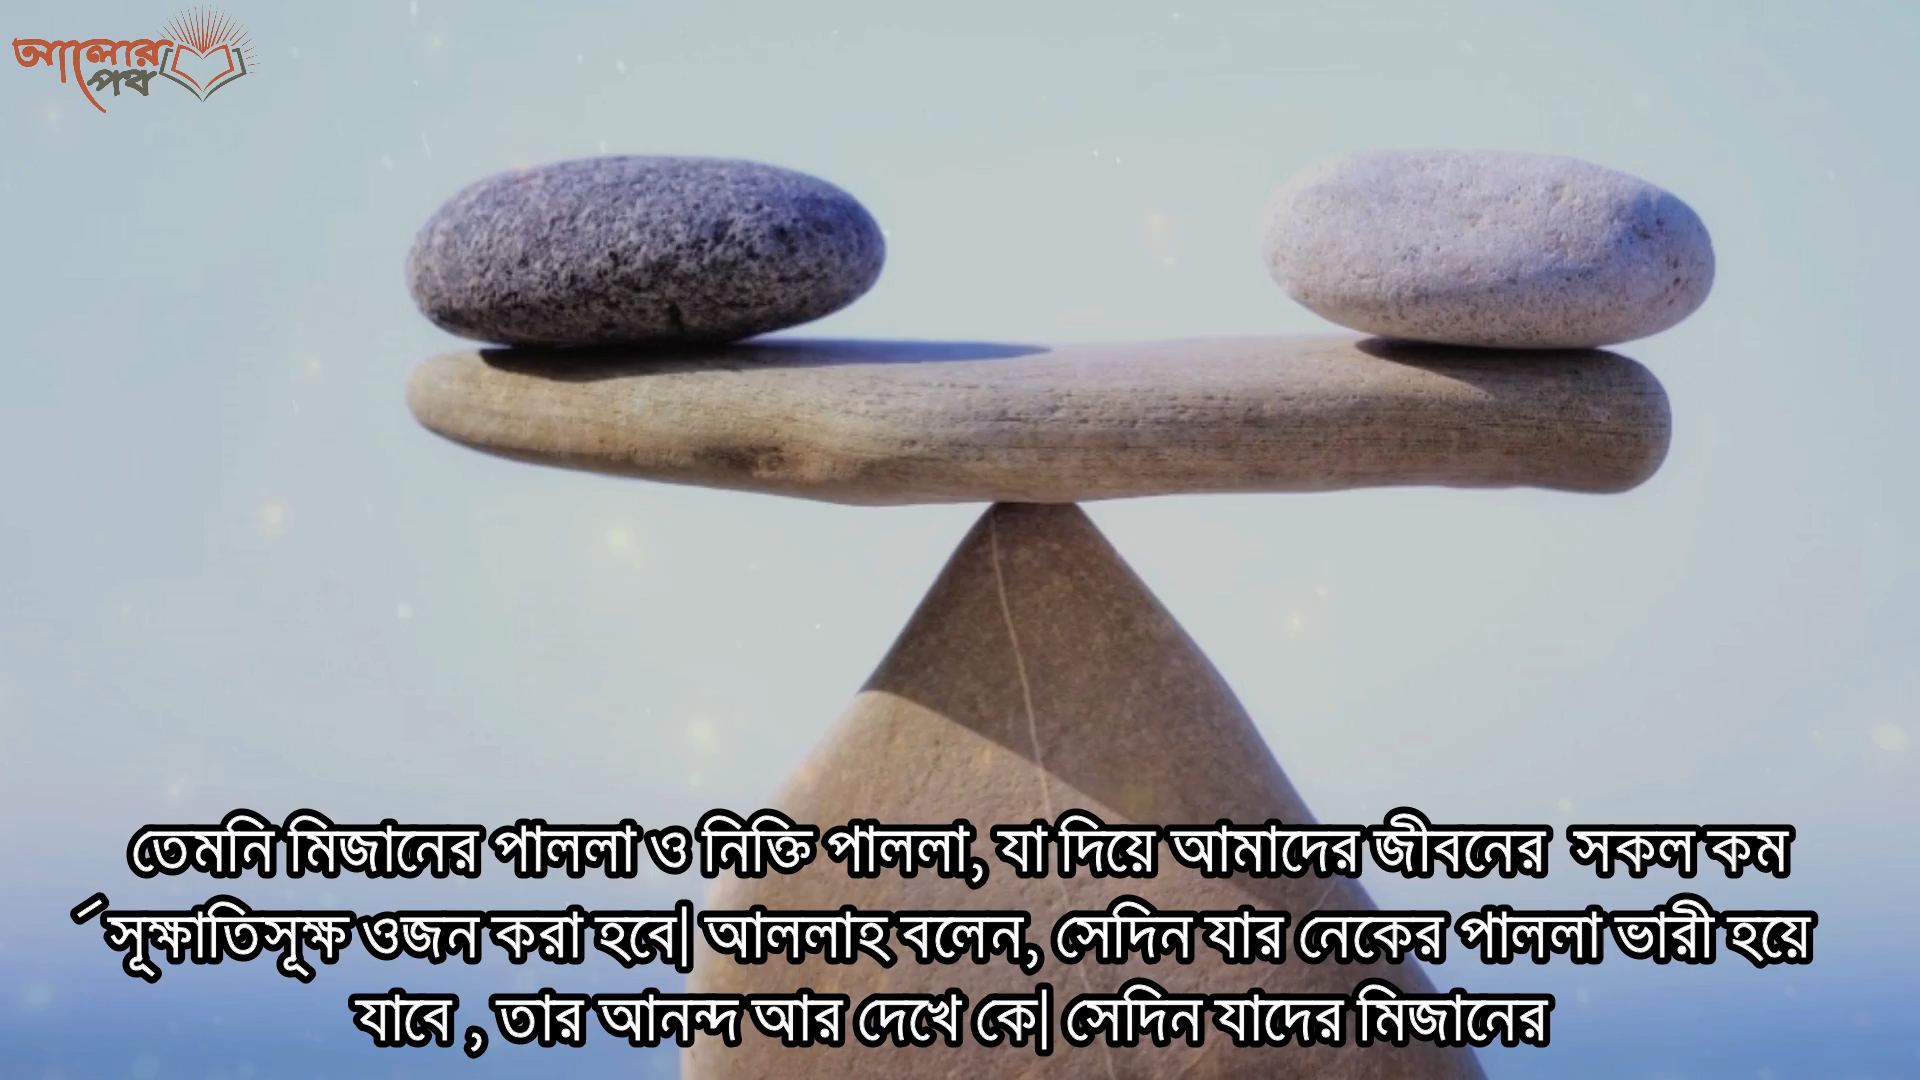 আলোর
পথ
তেমনি মিজানের পাললা ও নিক্তি পাললা, যা দিয়ে আমাদের জীবনের সকল কম
র্সূক্ষাতিসূক্ষ ওজন করা হবে| আললাহ বলেন, সেদিন যার নেকের পাললা ভারী হয়ে
যাবে , তার আনন্দ আর দেখে কে| সেদিন যাদের মিজানের